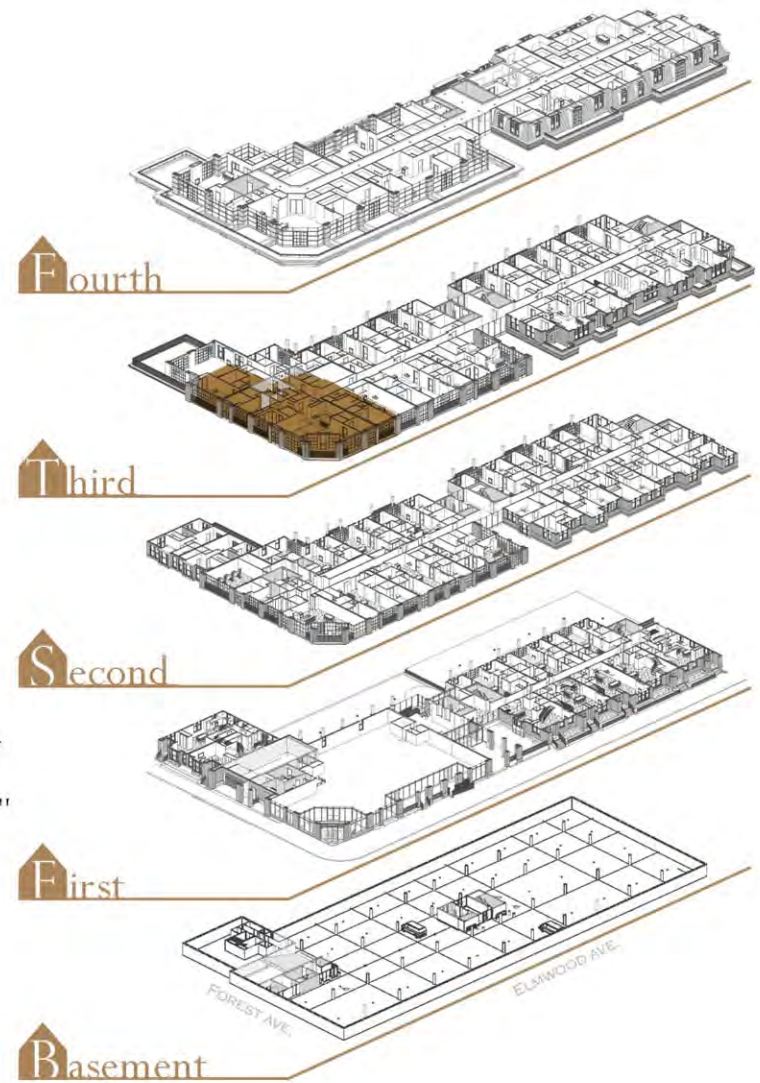 Fourth
Third
Second
"
First
FOREST AVE.
ELMWOOD AVE.
Basement